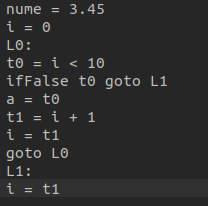 nume = 3.45
i = 0
L0:
t0 = i < 10
ifFalse t0 goto L1
a = t0
t1 = i + 1
i = t1
goto L0
L1:
i = t1